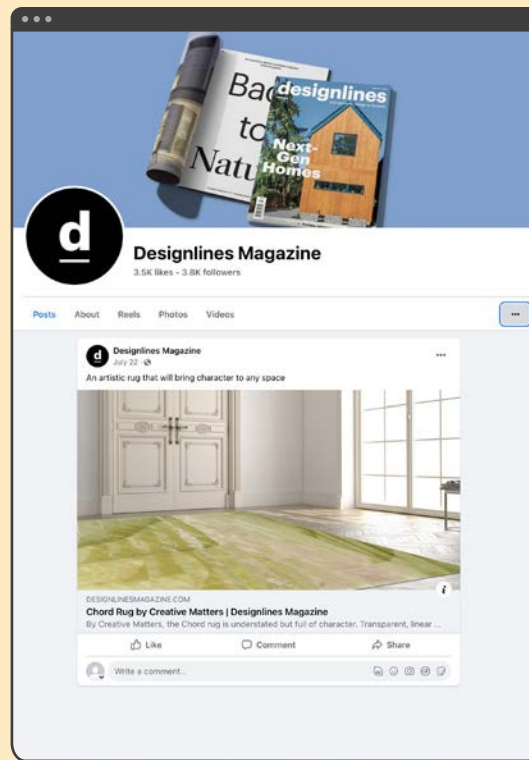 Back
to
Natu
designlines
Next-
Gen
Homes
d
Designlines Magazine
3.5K likes • 3.8K followers
Posts
About
Reels
Photos
Videos
d
Designlines Magazine
July 22 ·
An artistic rug that will bring character to any space
DESIGNLINESMAGAZINE.COM
Chord Rug by Creative Matters | Designlines Magazine
By Creative Matters, the Chord rug is understated but full of character. Transparent, linear ...
Like
Comment
Share
Write a comment...